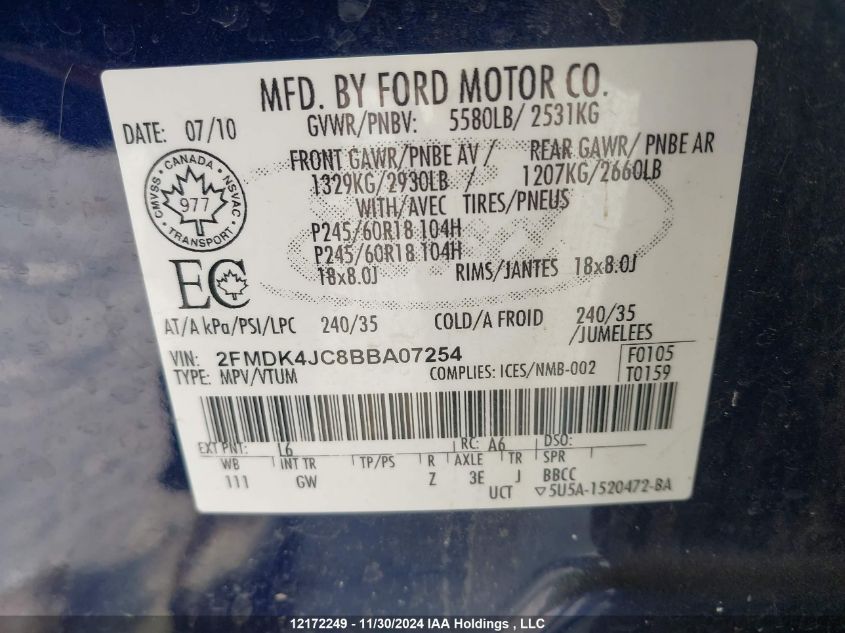 MFD. BY FORD MOTOR CO.
DATE: 07/10 GVWR/PNBV: 5580LB/ 2531KG
FRONT GAWR/PNBE AV / REAR GAWR/ PNBE AR
1329KG/2930LB / 1207KG/2660LB
WITH/AVEC TIRES/PNEUS
P245/60R18 104H
P245/60R18 104H
18x8.0J RIMS/JANTES 18x8.0J
CANADA
CMVSS NSVAC
977
TRANSPORT
EC
AT/A kPa/PSI/LPC 240/35 COLD/A FROID 240/35
/JUMELEES
VIN: 2FMDK4JC8BBA07254 F0105
TYPE: MPV/VTUM COMPLIES: ICES/NMB-002 T0159
EXT PNT: L6 RC: A6 DSO:
WB INT TR TP/PS R AXLE TR SPR
111 GW Z 3E J BBCC
UCT 5U5A-1520472-BA
12172249 - 11/30/2024 IAA Holdings , LLC